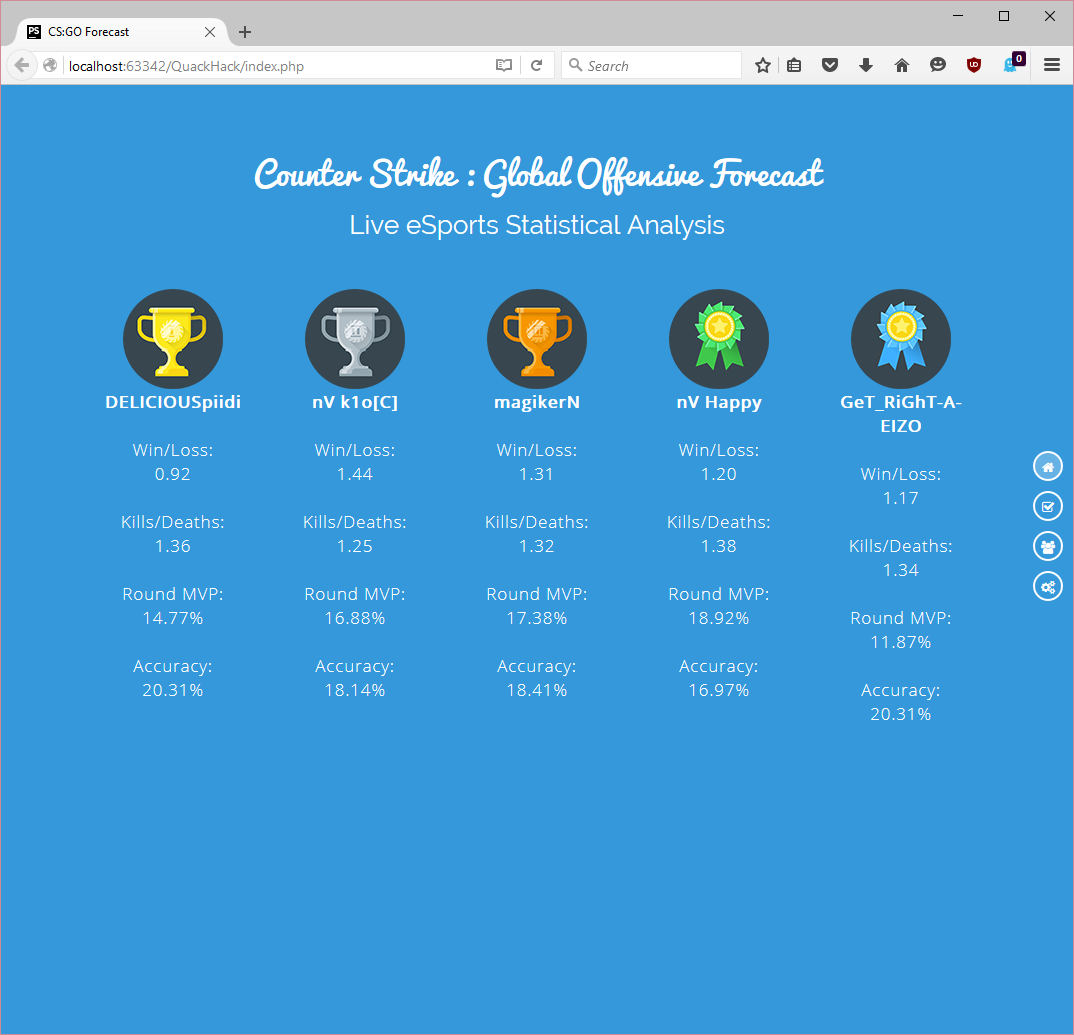 CS:GO Forecast
localhost:63342/QuackHack/index.php
Search
0
Counter Strike : Global Offensive Forecast
Live eSports Statistical Analysis
DELICIOUSpiidi
Win/Loss:
0.92
Kills/Deaths:
1.36
Round MVP:
14.77%
Accuracy:
20.31%
nV k1o[C]
Win/Loss:
1.44
Kills/Deaths:
1.25
Round MVP:
16.88%
Accuracy:
18.14%
magikerN
Win/Loss:
1.31
Kills/Deaths:
1.32
Round MVP:
17.38%
Accuracy:
18.41%
nV Happy
Win/Loss:
1.20
Kills/Deaths:
1.38
Round MVP:
18.92%
Accuracy:
16.97%
GeT_RiGhT-A-
EIZO
Win/Loss:
1.17
Kills/Deaths:
1.34
Round MVP:
11.87%
Accuracy:
20.31%